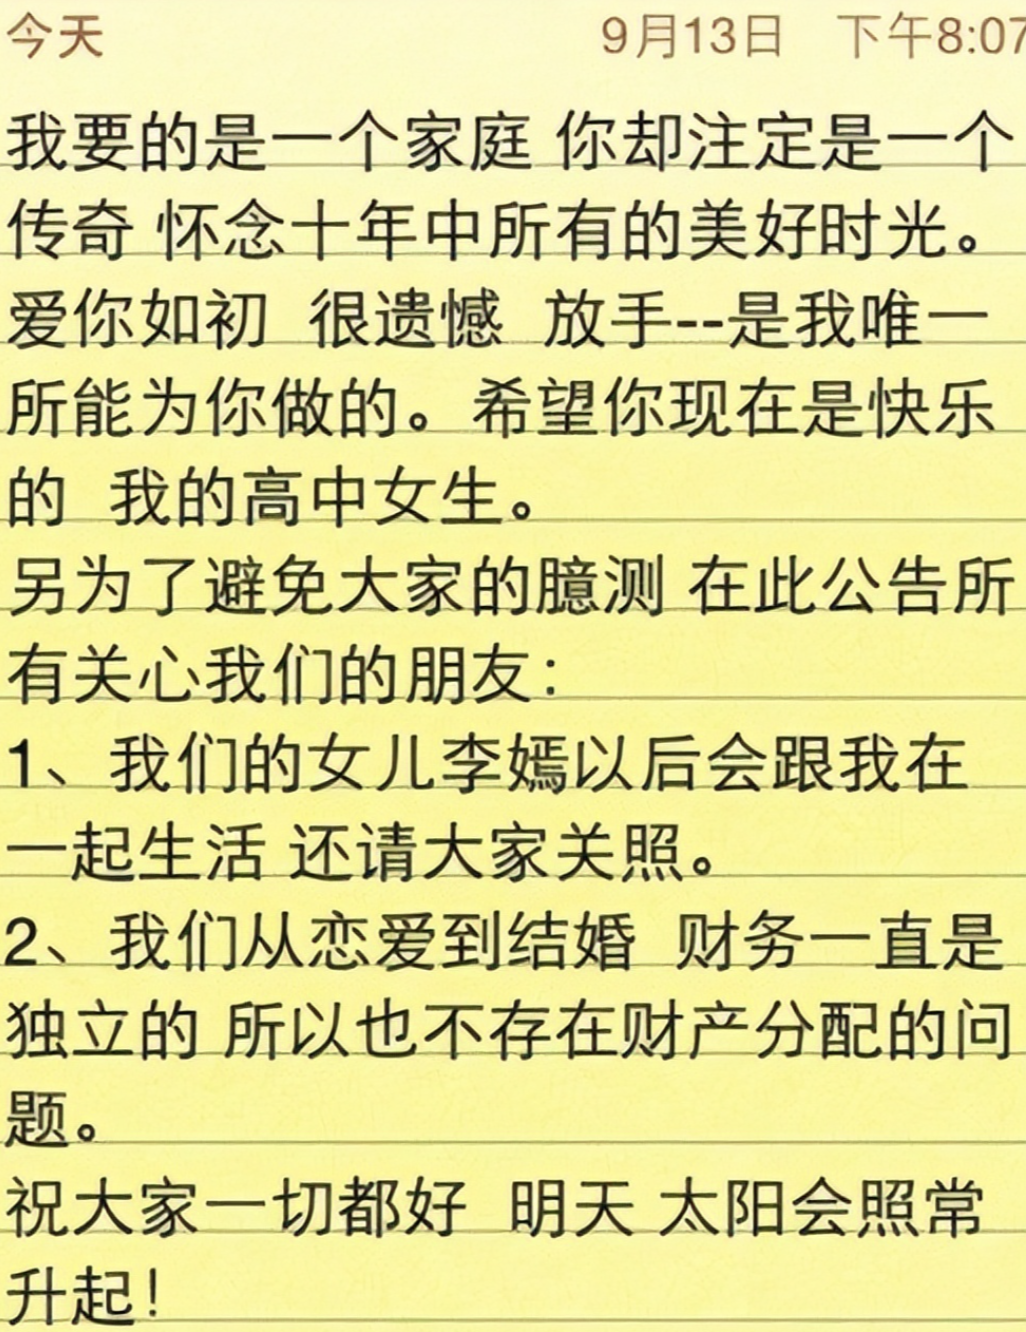 今天 9月13日 下午8:07
我要的是一个家庭 你却注定是一个
传奇 怀念十年中所有的美好时光。
爱你如初 很遗憾 放手--是我唯一
所能为你做的。希望你现在是快乐
的 我的高中女生。
另为了避免大家的臆测 在此公告所
有关心我们的朋友：
1、我们的女儿李嫣以后会跟我在
一起生活 还请大家关照。
2、我们从恋爱到结婚 财务一直是
独立的 所以也不存在财产分配的问
题。
祝大家一切都好 明天 太阳会照常
升起！